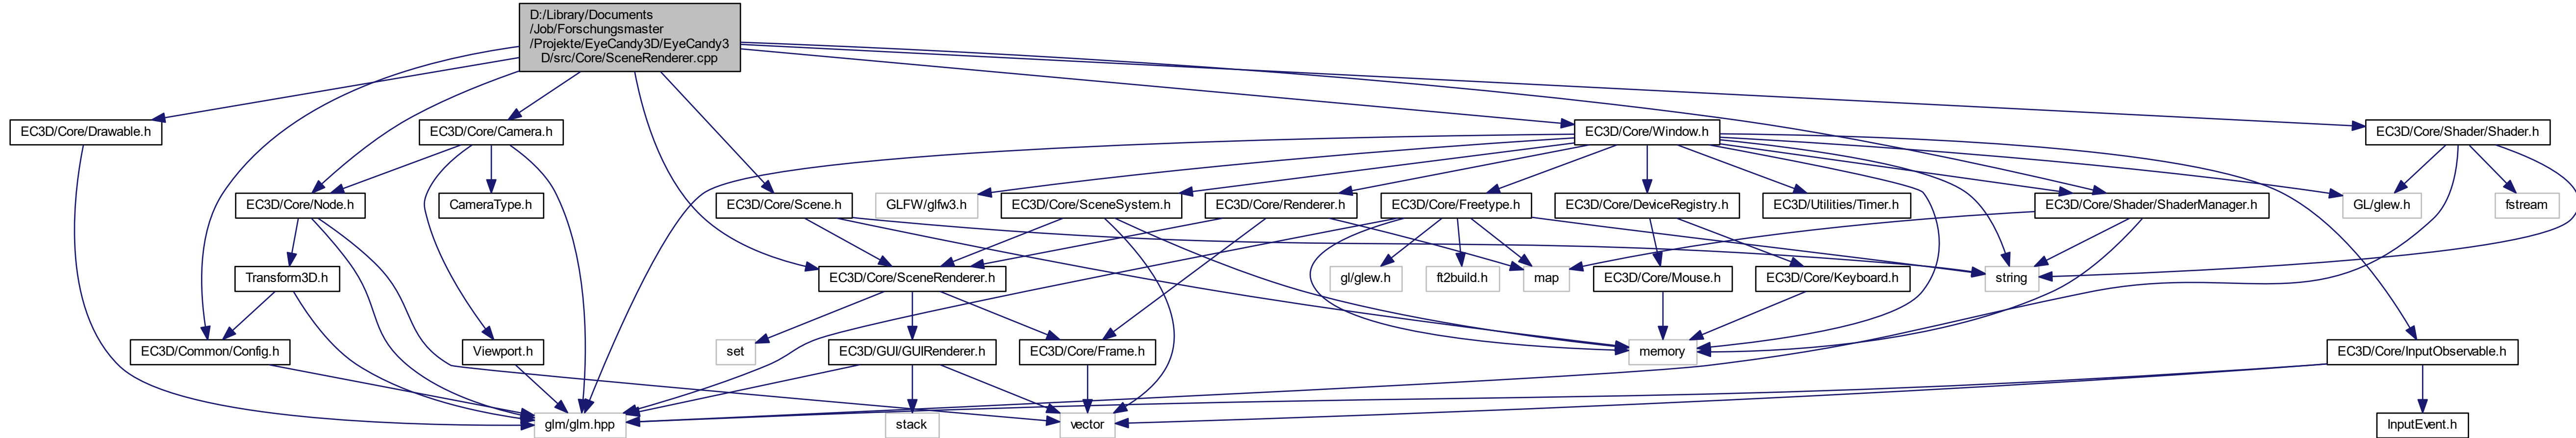 D:/Library/Documents
/Job/Forschungsmaster
/Projekte/EyeCandy3D/EyeCandy3
D/src/Core/SceneRenderer.cpp
EC3D/Core/Drawable.h
EC3D/Core/Camera.h
EC3D/Core/Window.h
EC3D/Core/Shader/Shader.h
EC3D/Core/Node.h
CameraType.h
EC3D/Core/Scene.h
GLFW/glfw3.h
EC3D/Core/SceneSystem.h
EC3D/Core/Renderer.h
EC3D/Core/Freetype.h
EC3D/Core/DeviceRegistry.h
EC3D/Utilities/Timer.h
EC3D/Core/Shader/ShaderManager.h
GL/glew.h
fstream
Transform3D.h
EC3D/Core/SceneRenderer.h
gl/glew.h
ft2build.h
map
EC3D/Core/Mouse.h
EC3D/Core/Keyboard.h
string
EC3D/Common/Config.h
Viewport.h
set
EC3D/GUI/GUIRenderer.h
EC3D/Core/Frame.h
memory
EC3D/Core/InputObservable.h
glm/glm.hpp
stack
vector
InputEvent.h